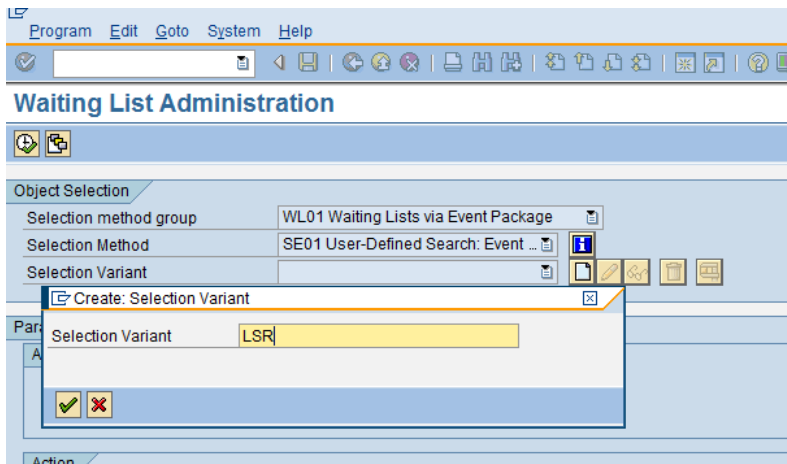 Program Edit Goto System Help
Waiting List Administration
Object Selection
Selection method group WL01 Waiting Lists via Event Package
Selection Method SE01 User-Defined Search: Event ...
Selection Variant
Create: Selection Variant
Selection Variant LSR
Action